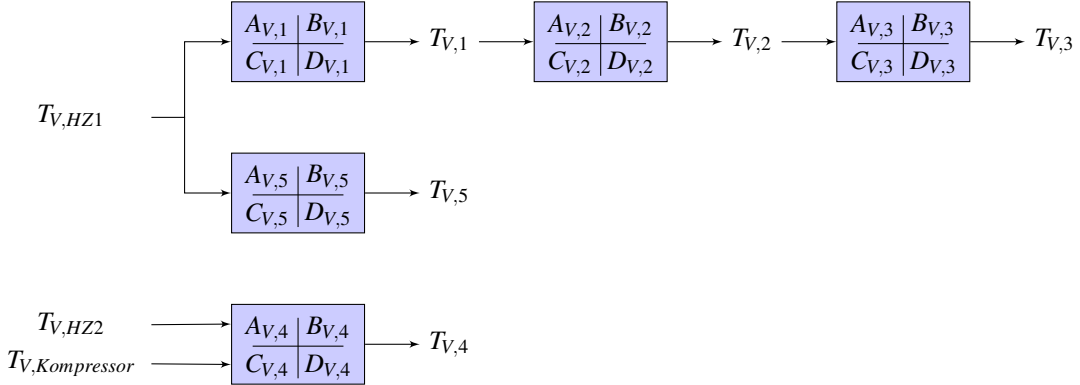 A_{V,1} B_{V,1} T_{V,1} A_{V,2} B_{V,2} T_{V,2} A_{V,3} B_{V,3} T_{V,3}
C_{V,1} D_{V,1} C_{V,2} D_{V,2} C_{V,3} D_{V,3}
T_{V,HZ1}
A_{V,5} B_{V,5} T_{V,5}
C_{V,5} D_{V,5}
T_{V,HZ2} A_{V,4} B_{V,4} T_{V,4}
T_{V,Kompressor} C_{V,4} D_{V,4}